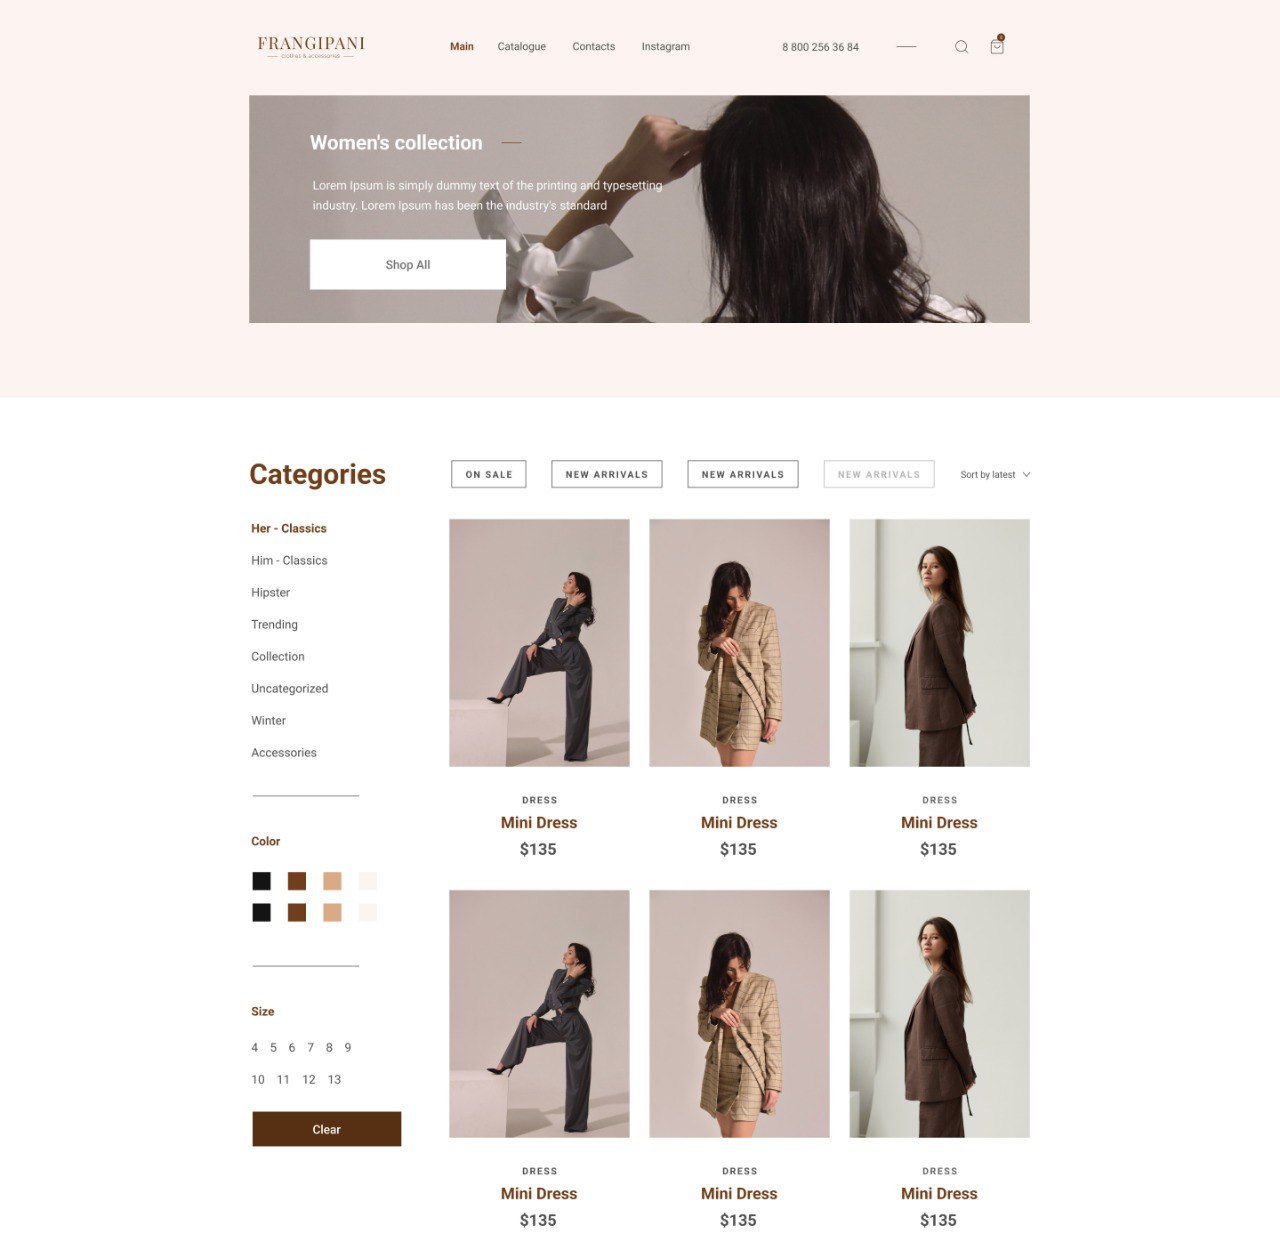 FRANGIPANI
clothes & accessories
Main Catalogue Contacts Instagram 8 800 256 36 84
Women's collection
Lorem Ipsum is simply dummy text of the printing and typesetting
industry. Lorem Ipsum has been the industry's standard
Shop All
Categories
ON SALE NEW ARRIVALS NEW ARRIVALS NEW ARRIVALS Sort by latest
Her - Classics
Him - Classics
Hipster
Trending
Collection
Uncategorized
Winter
Accessories
Color
Size
4 5 6 7 8 9
10 11 12 13
Clear
DRESS DRESS DRESS
Mini Dress Mini Dress Mini Dress
$135 $135 $135
DRESS DRESS DRESS
Mini Dress Mini Dress Mini Dress
$135 $135 $135